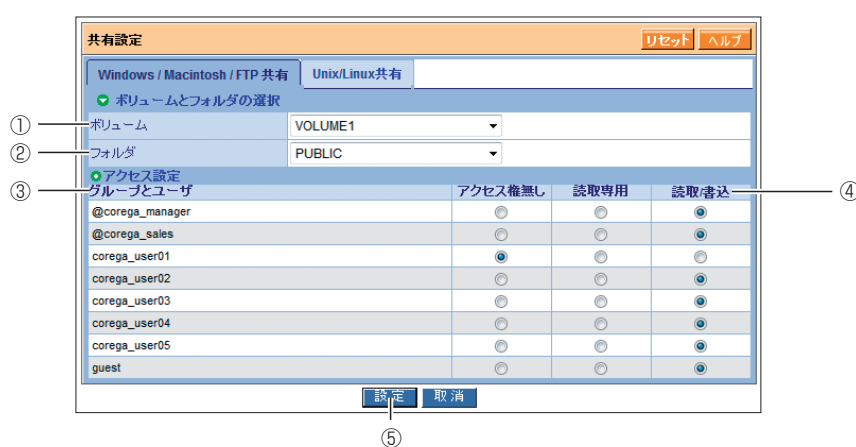 共有設定 リセット ヘルプ
Windows / Macintosh / FTP 共有 Unix/Linux共有
ボリュームとフォルダの選択
① ボリューム VOLUME1
② フォルダ PUBLIC
アクセス設定
③ グループとユーザ アクセス権無し 読取専用 読取/書込 ④
@corega_manager
@corega_sales
corega_user01
corega_user02
corega_user03
corega_user04
corega_user05
guest
設定 取消
⑤